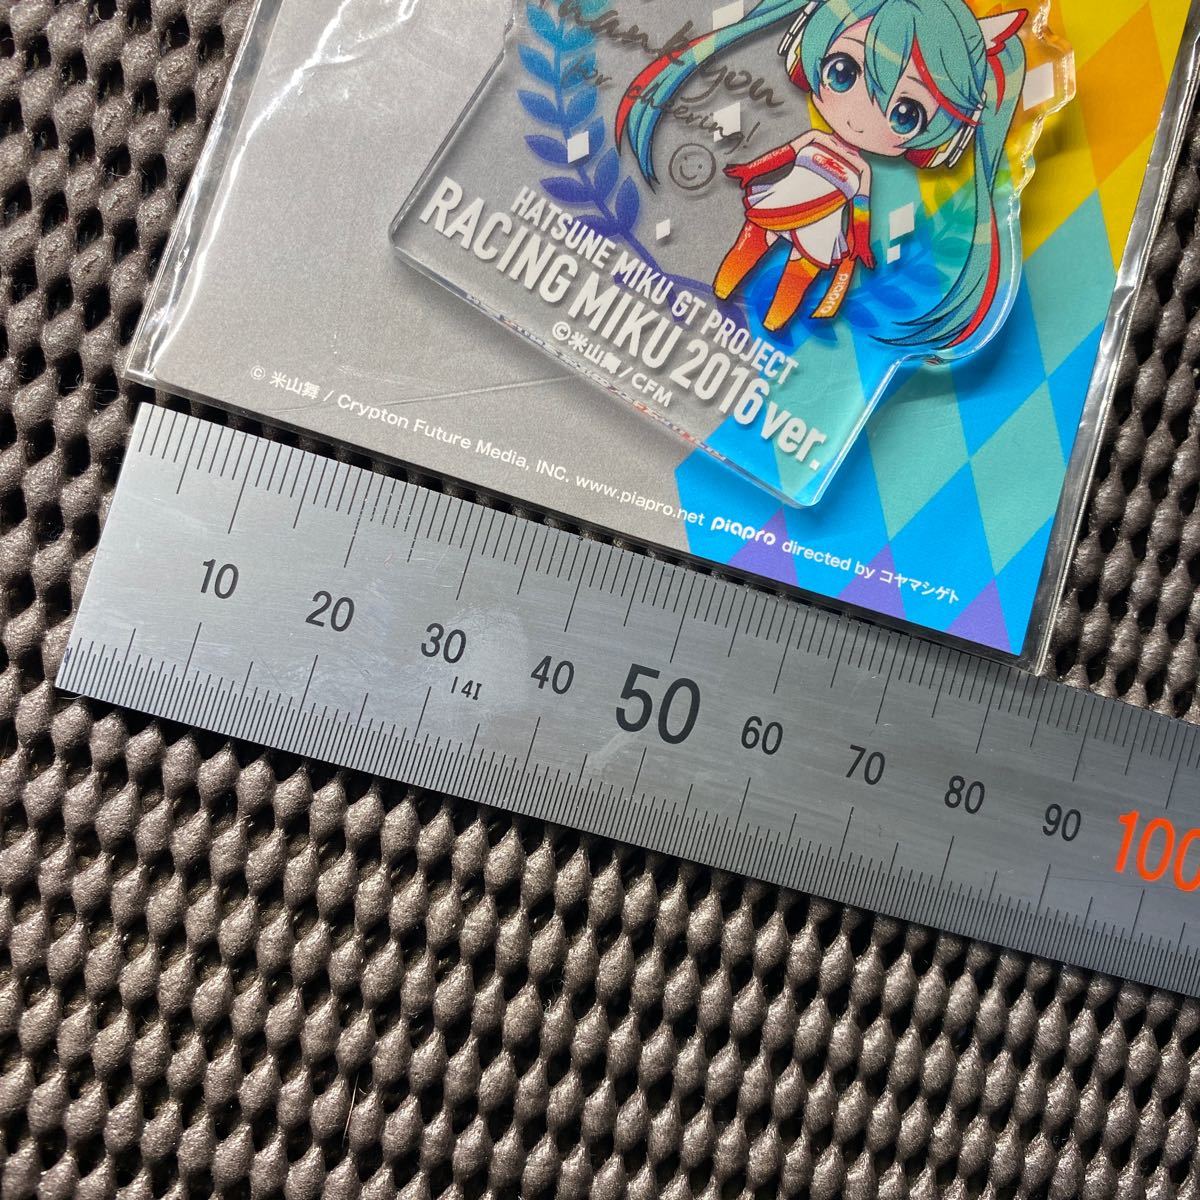 Thank you
for cheering!
HATSUNE MIKU GT PROJECT
RACING MIKU 2016ver.
©米山舞/CFM
© 米山舞 / Crypton Future Media, INC. www.piapro.net piapro directed by コヤマシゲト
10 20 30 40 50 60 70 80 90 100
141